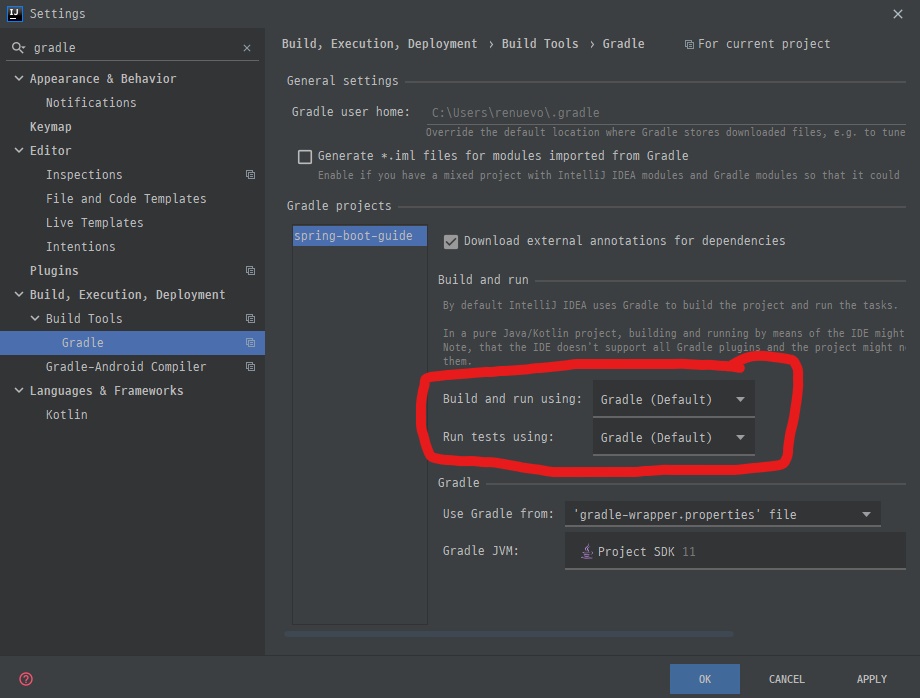 IJ Settings
gradle
Appearance & Behavior
Notifications
Keymap
Editor
Inspections
File and Code Templates
Live Templates
Intentions
Plugins
Build, Execution, Deployment
Build Tools
Gradle
Gradle-Android Compiler
Languages & Frameworks
Kotlin
Build, Execution, Deployment › Build Tools › Gradle For current project
General settings
Gradle user home: C:\Users\renuevo\.gradle
Override the default location where Gradle stores downloaded files, e.g. to tune
Generate *.iml files for modules imported from Gradle
Enable if you have a mixed project with IntelliJ IDEA modules and Gradle modules so that it could
Gradle projects
spring-boot-guide
Download external annotations for dependencies
Build and run
By default IntelliJ IDEA uses Gradle to build the project and run the tasks.
In a pure Java/Kotlin project, building and running by means of the IDE might
Note, that the IDE doesn't support all Gradle plugins and the project might no
them.
Build and run using: Gradle (Default)
Run tests using: Gradle (Default)
Gradle
Use Gradle from: 'gradle-wrapper.properties' file
Gradle JVM: Project SDK 11
? OK CANCEL APPLY